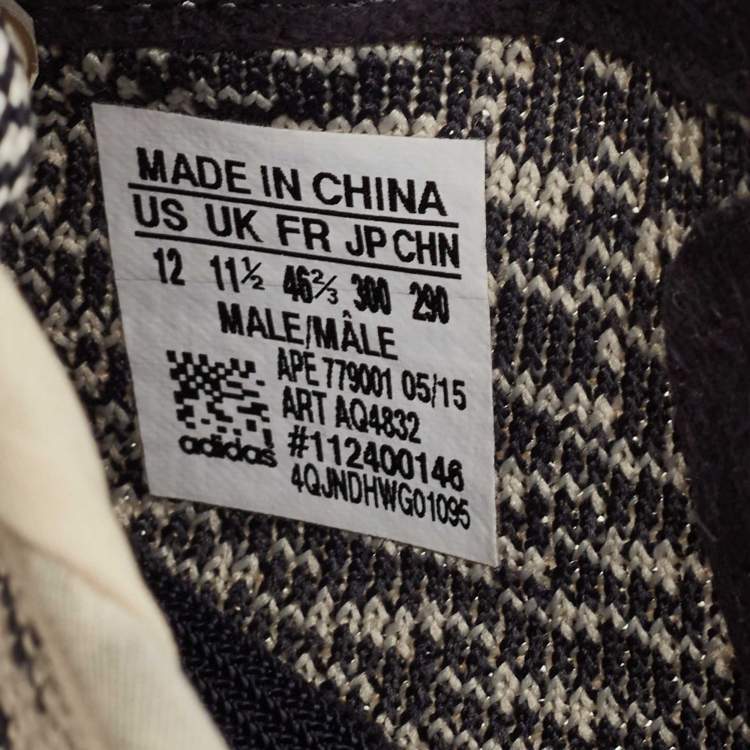 MADE IN CHINA
US UK FR JP CHN
12 11½ 46⅔ 300 290
MALE/MÂLE
APE 779001 05/15
ART AQ4832
#112400146
adidas
4QJNDHWG01095